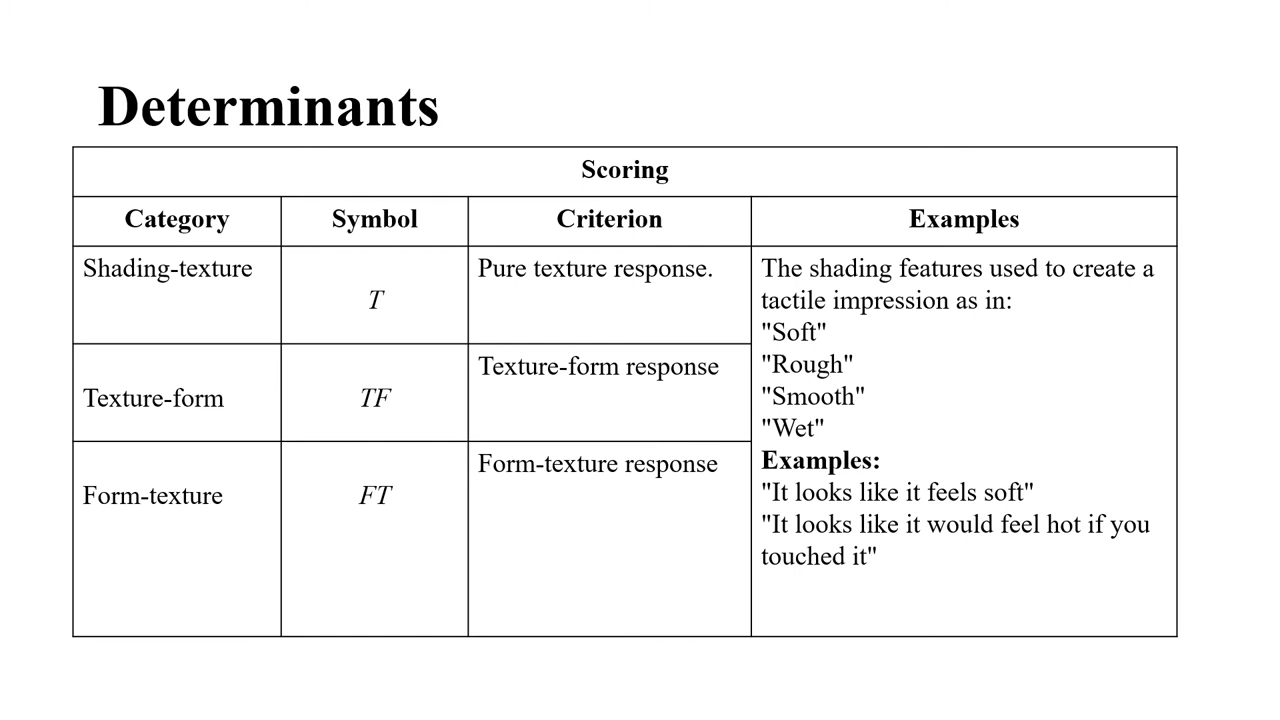 Determinants
Scoring
Category
Symbol
Criterion
Examples
Shading-texture
T
Pure texture response.
The shading features used to create a
tactile impression as in:
"Soft"
"Rough"
"Smooth"
"Wet"
Examples:
"It looks like it feels soft"
"It looks like it would feel hot if you
touched it"
Texture-form
TF
Texture-form response
Form-texture
FT
Form-texture response